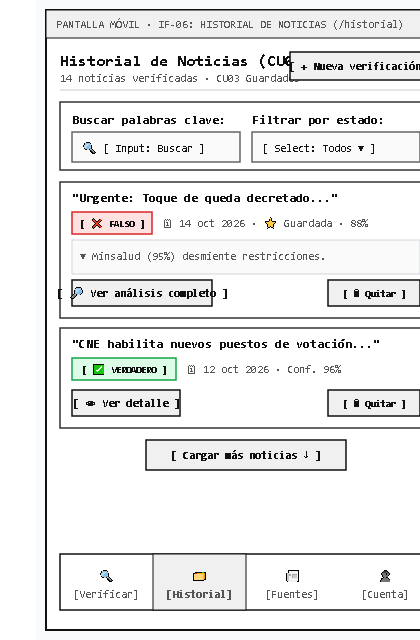 PANTALLA MÓVIL · IF-06: HISTORIAL DE NOTICIAS (/historial)
Historial de Noticias (CU0
[ + Nueva verificación
14 noticias verificadas · CU03 Guardado
Buscar palabras clave: Filtrar por estado:
🔍 [ Input: Buscar ] [ Select: Todos ▼ ]
"Urgente: Toque de queda decretado..."
[ ❌ FALSO ] 🗓 14 oct 2026 · ⭐ Guardada · 88%
▼ Minsalud (95%) desmiente restricciones.
[ 🔎 Ver análisis completo ] [ 🗑 Quitar ]
"CNE habilita nuevos puestos de votación..."
[ ✅ VERDADERO ] 🗓 12 oct 2026 · Conf. 96%
[ 👁 Ver detalle ] [ 🗑 Quitar ]
[ Cargar más noticias ↓ ]
🔍 📁 📰 👤
[Verificar] [Historial] [Fuentes] [Cuenta]